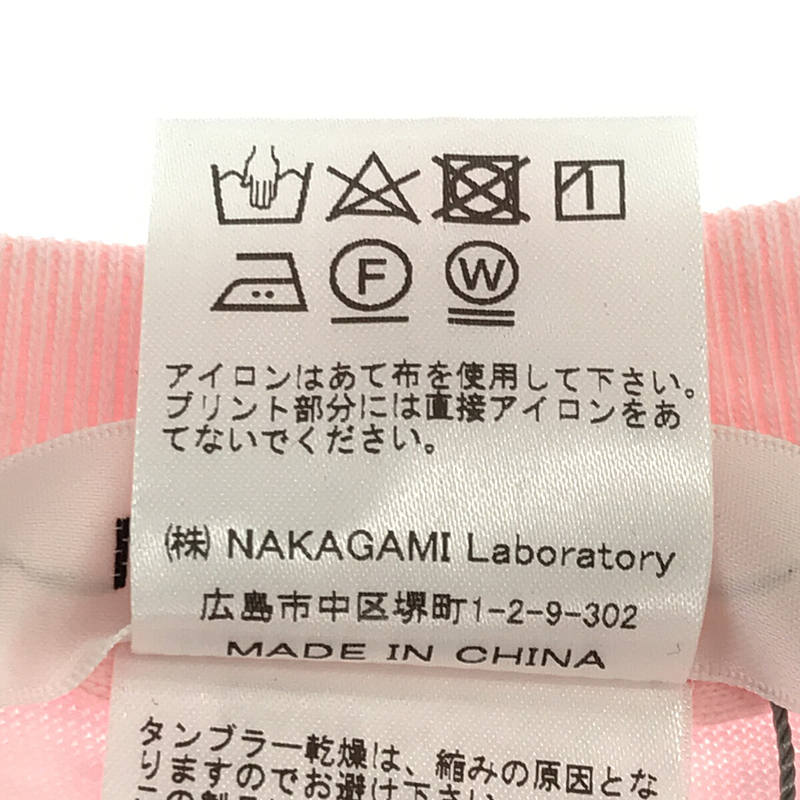 F W
アイロンはあて布を使用して下さい。
プリント部分には直接アイロンをあ
てないでください。
㈱ NAKAGAMI Laboratory
広島市中区堺町1-2-9-302
MADE IN CHINA
タンブラー乾燥は、縮みの原因とな
りますのでお避け下さい。